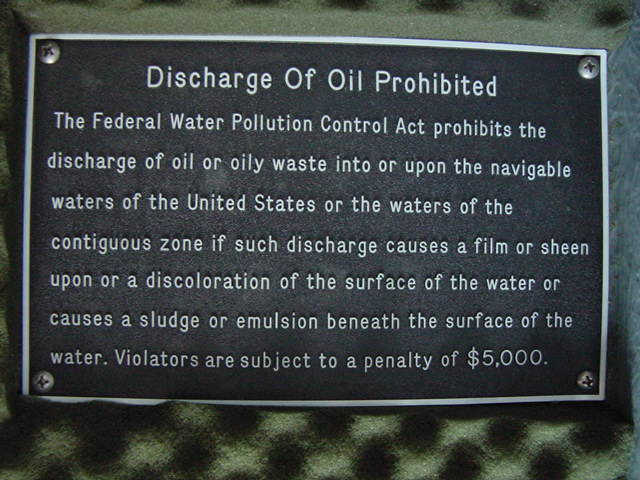 Discharge Of Oil Prohibited
The Federal Water Pollution Control Act prohibits the
discharge of oil or oily waste into or upon the navigable
waters of the United States or the waters of the
contiguous zone if such discharge causes a film or sheen
upon or a discoloration of the surface of the water or
causes a sludge or emulsion beneath the surface of the
water. Violators are subject to a penalty of $5,000.